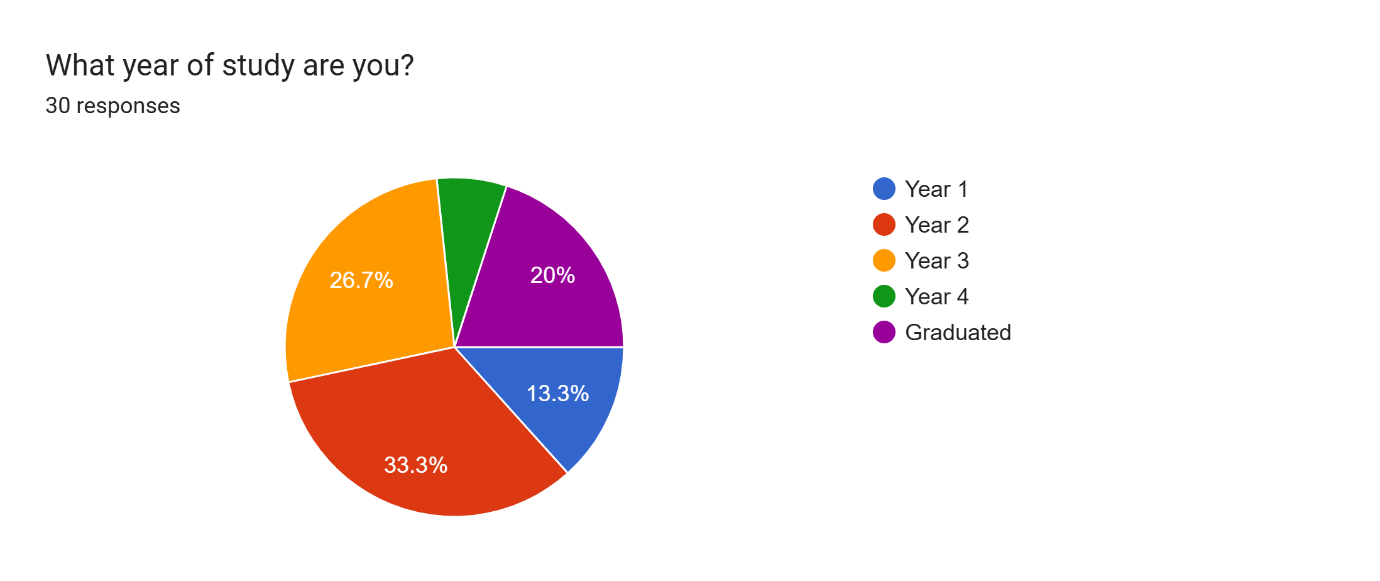 What year of study are you?
30 responses
26.7%
20%
13.3%
33.3%
Year 1
Year 2
Year 3
Year 4
Graduated